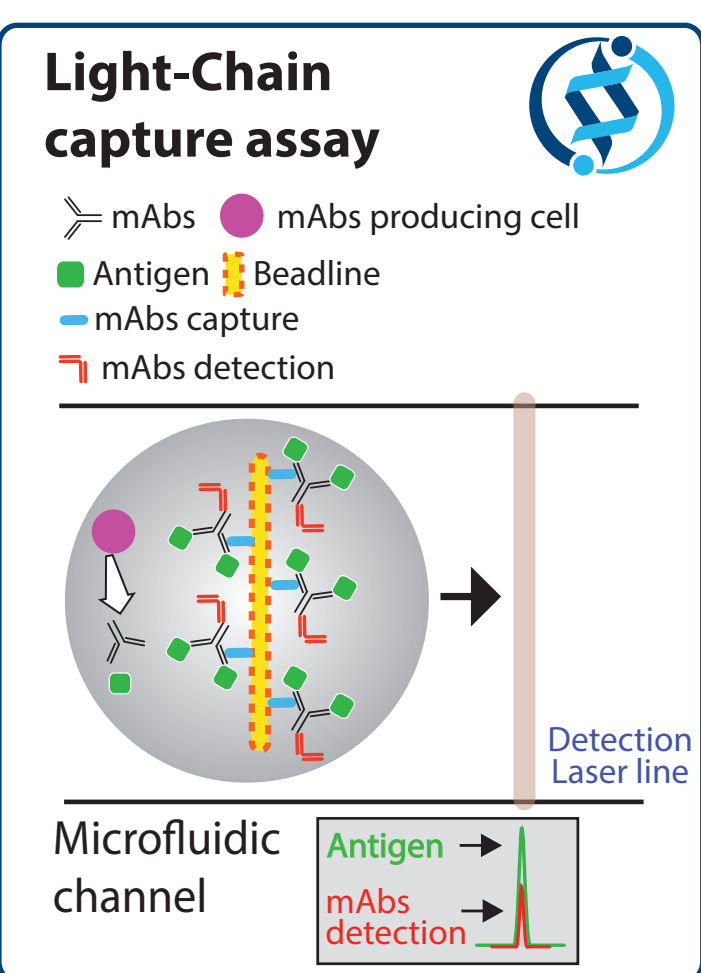 Light-Chain
capture assay
mAbs mAbs producing cell
Antigen Beadline
mAbs capture
mAbs detection
Detection
Laser line
Microfluidic
channel
Antigen
mAbs
detection